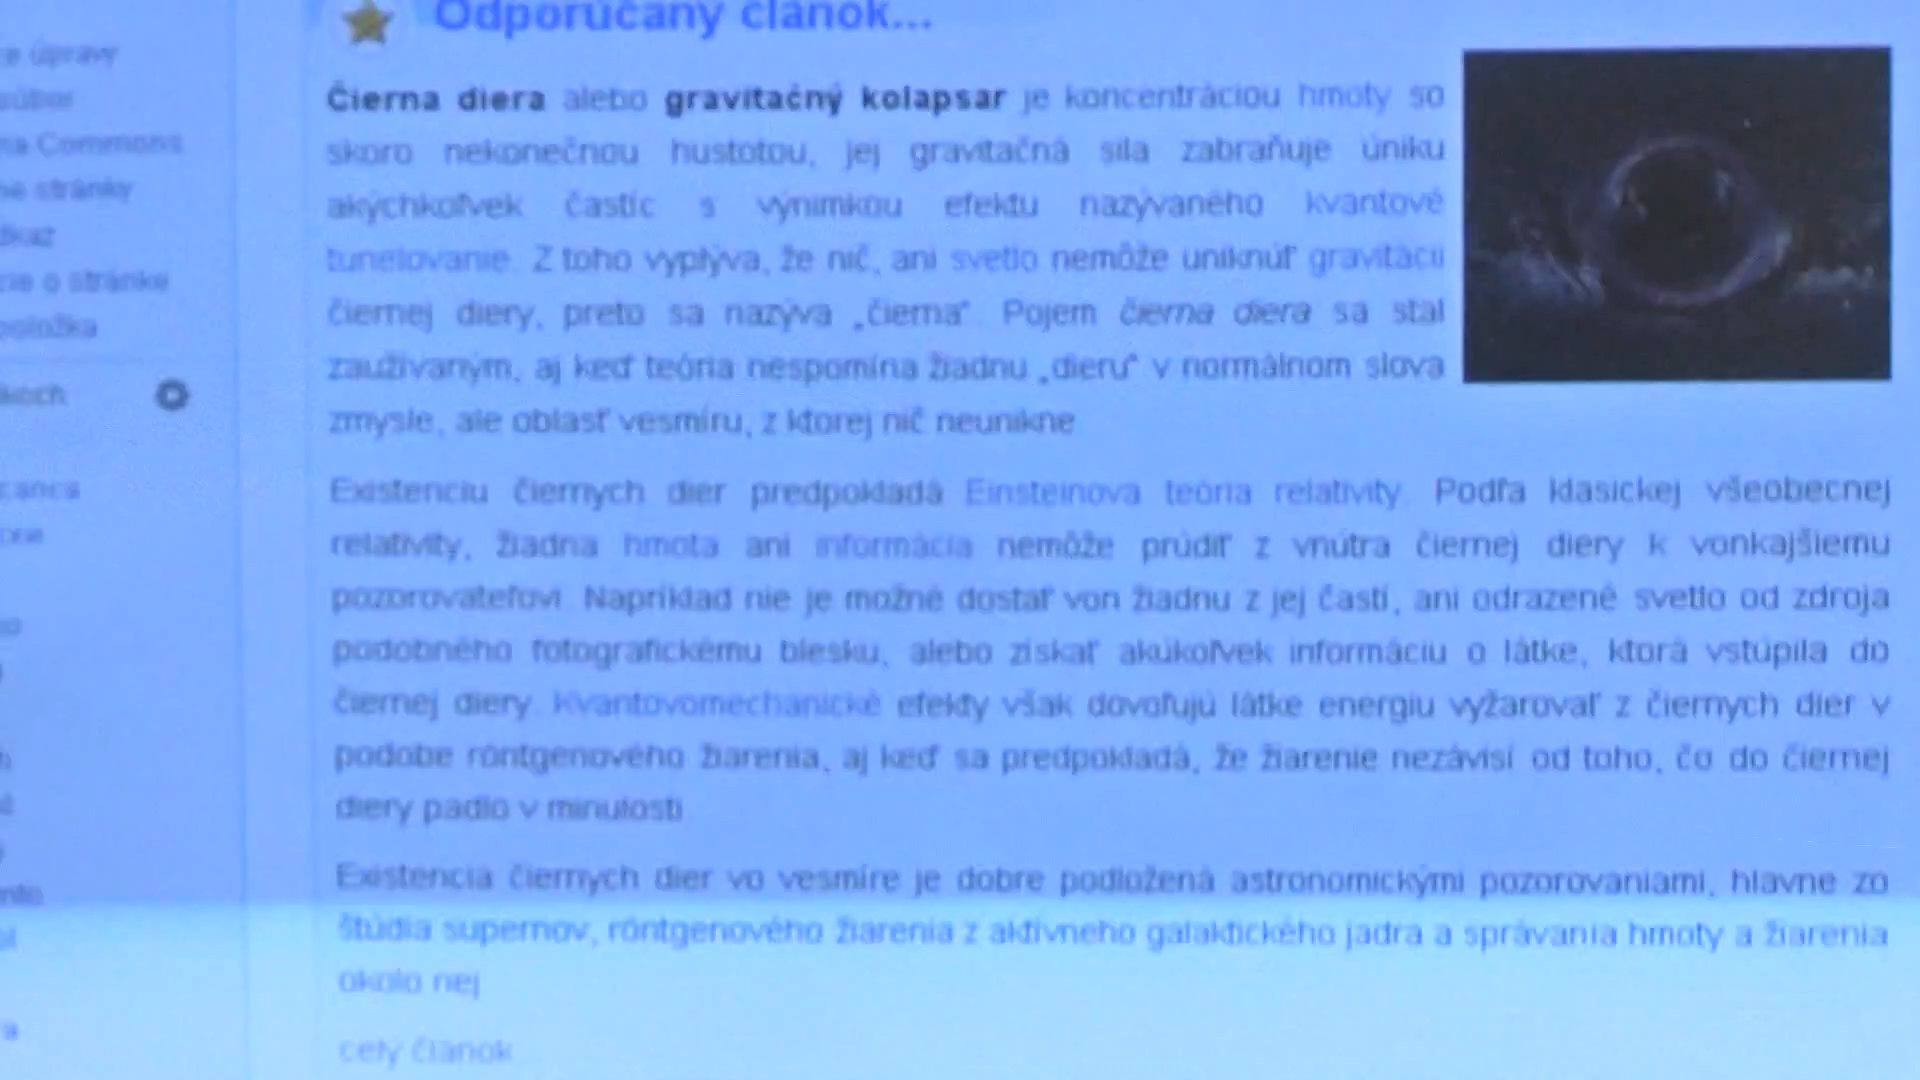 Odporúčaný článok...
Čierna diera alebo gravitačný kolapsar je koncentráciou hmoty so
skoro nekonečnou hustotou, jej gravitačná sila zabraňuje úniku
akýchkoľvek častíc s výnimkou efektu nazývaného kvantové
tunelovanie. Z toho vyplýva, že nič, ani svetlo nemôže uniknúť gravitácii
čiernej diery, preto sa nazýva „čierna“. Pojem čierna diera sa stal
zaužívaným, aj keď teória nespomína žiadnu „dieru“ v normálnom slova
zmysle, ale oblasť vesmíru, z ktorej nič neunikne.
Existenciu čiernych dier predpokladá Einsteinova teória relativity. Podľa klasickej všeobecnej
relativity, žiadna hmota ani informácia nemôže prúdiť z vnútra čiernej diery k vonkajšiemu
pozorovateľovi. Napríklad nie je možné dostať von žiadnu z jej častí, ani odrazené svetlo od zdroja
podobného fotografickému blesku, alebo získať akúkoľvek informáciu o látke, ktorá vstúpila do
čiernej diery. Kvantovomechanické efekty však dovoľujú látke energiu vyžarovať z čiernych dier v
podobe röntgenového žiarenia, aj keď sa predpokladá, že žiarenie nezávisí od toho, čo do čiernej
diery padlo v minulosti.
Existencia čiernych dier vo vesmíre je dobre podložená astronomickými pozorovaniami, hlavne zo
štúdia supernov, röntgenového žiarenia z aktívneho galaktického jadra a správania hmoty a žiarenia
okolo nej.
celý článok
úpravy
súbor
Commons
stránky
o stránke
položka